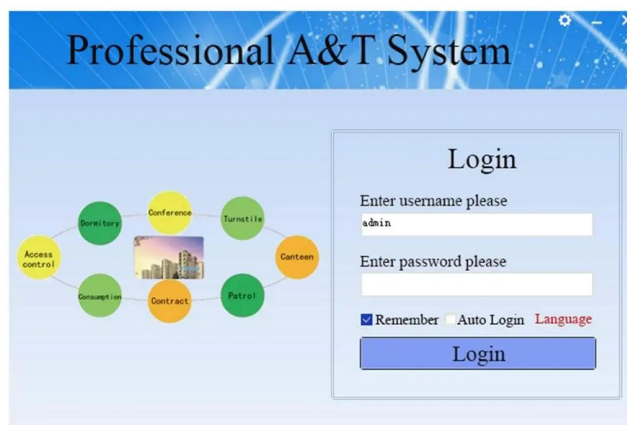 Professional A&T System
Login
Enter username please
admin
Enter password please
Remember
Auto Login
Language
Login
Conference
Dormitory
Turnstile
Access
control
Canteen
Consumption
Contract
Patrol